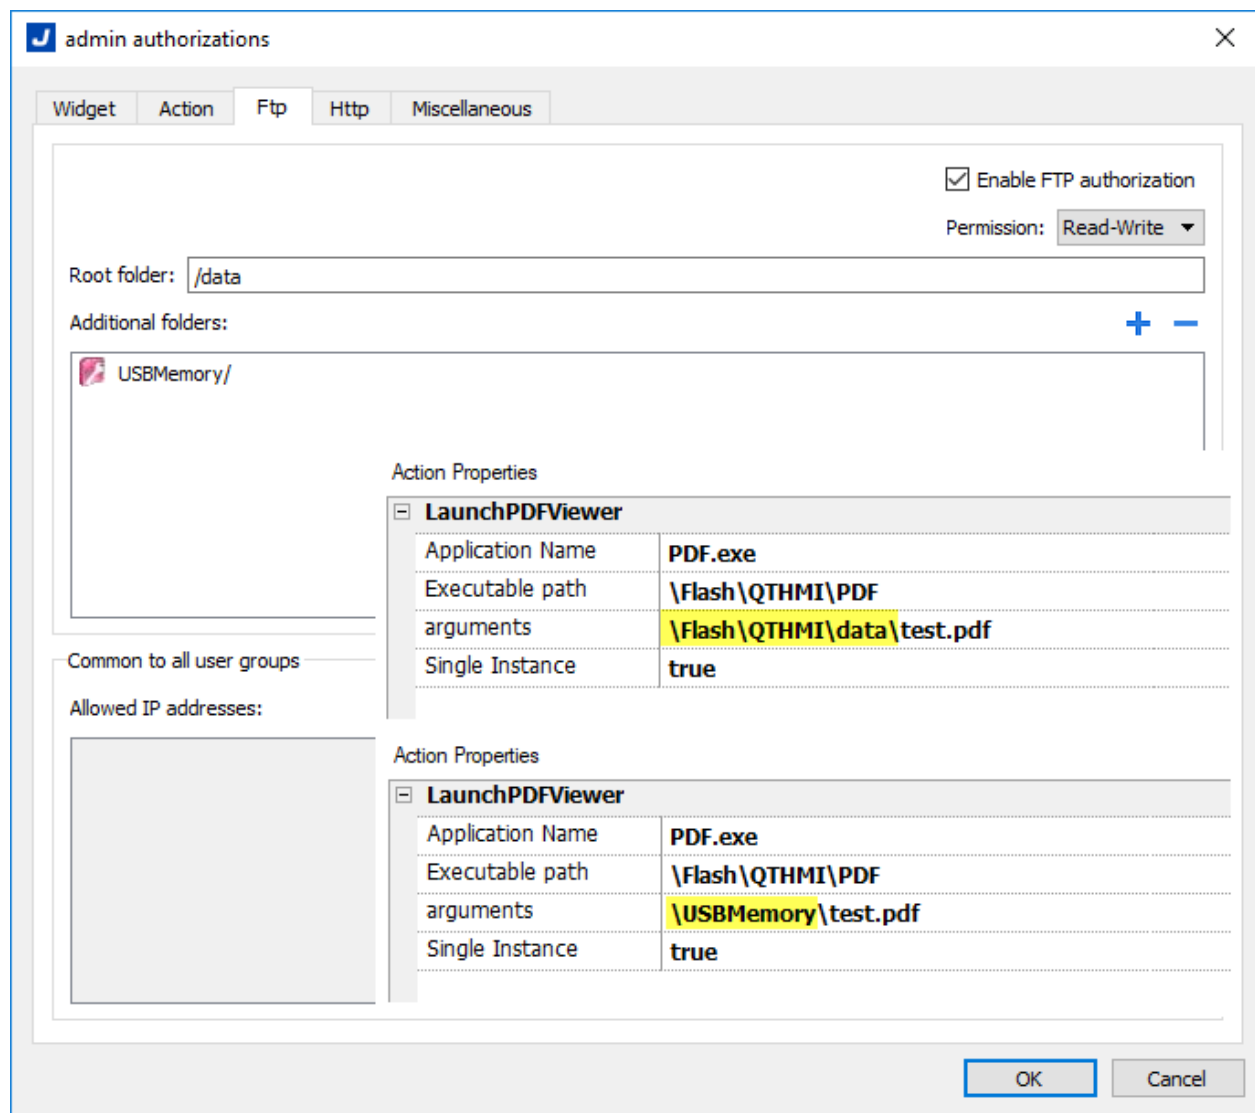 admin authorizations
Widget Action Ftp Http Miscellaneous
Enable FTP authorization
Permission: Read-Write
Root folder: /data
Additional folders:
USBMemory/
Action Properties
LaunchPDFViewer
Application Name PDF.exe
Executable path \Flash\QTHMI\PDF
arguments \Flash\QTHMI\data\test.pdf
Single Instance true
Common to all user groups
Allowed IP addresses:
Action Properties
LaunchPDFViewer
Application Name PDF.exe
Executable path \Flash\QTHMI\PDF
arguments \USBMemory\test.pdf
Single Instance true
OK Cancel